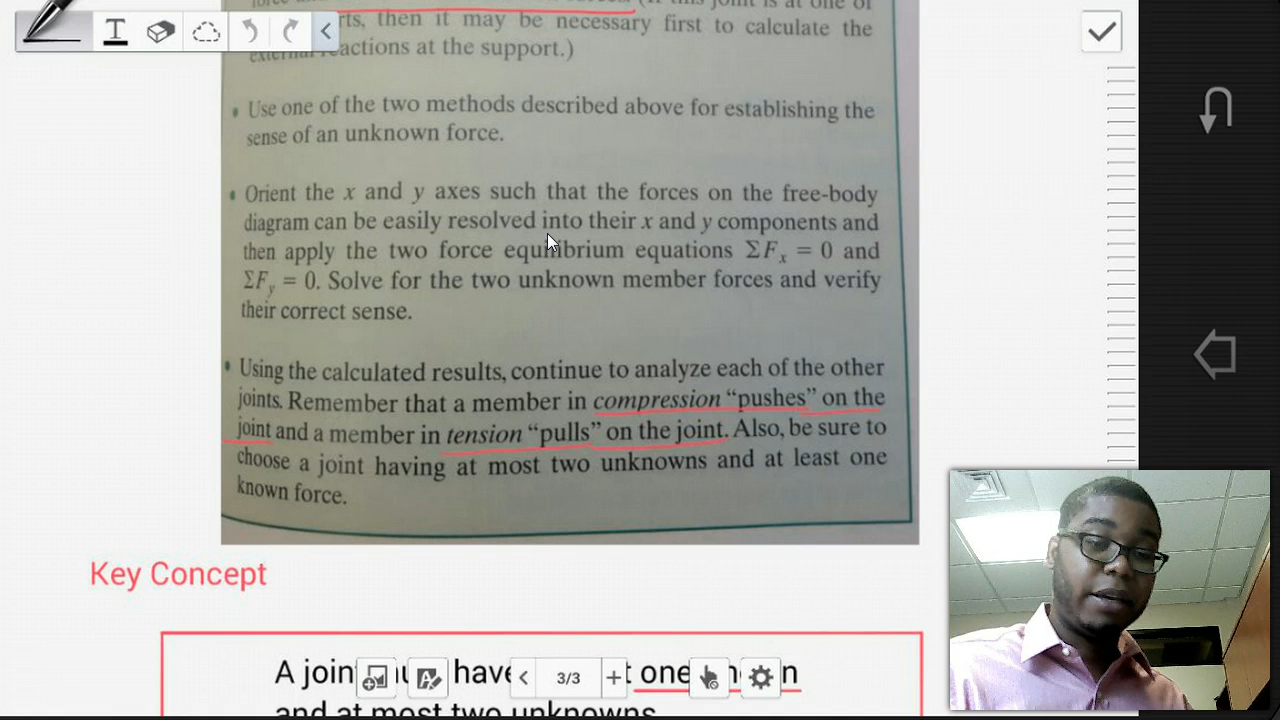 rts, then it may be necessary first to calculate the
actions at the support.)
• Use one of the two methods described above for establishing the
sense of an unknown force.
• Orient the x and y axes such that the forces on the free-body
diagram can be easily resolved into their x and y components and
then apply the two force equilibrium equations ΣFx = 0 and
ΣFy = 0. Solve for the two unknown member forces and verify
their correct sense.
• Using the calculated results, continue to analyze each of the other
joints. Remember that a member in compression “pushes” on the
joint and a member in tension “pulls” on the joint. Also, be sure to
choose a joint having at most two unknowns and at least one
known force.
Key Concept
A join have t one n
3/3
and at most two unknowns